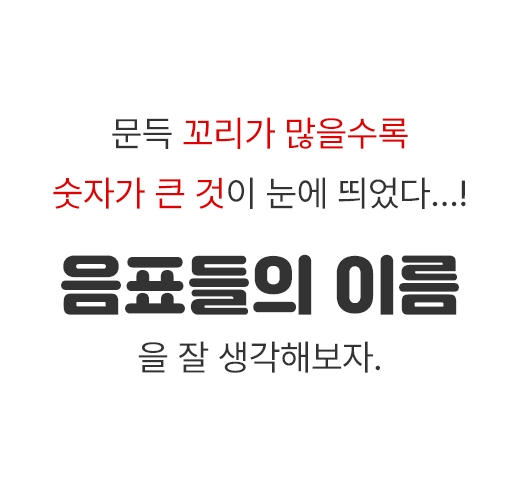 문득 꼬리가 많을수록
숫자가 큰 것이 눈에 띄었다...!
음표들의 이름
을 잘 생각해보자.